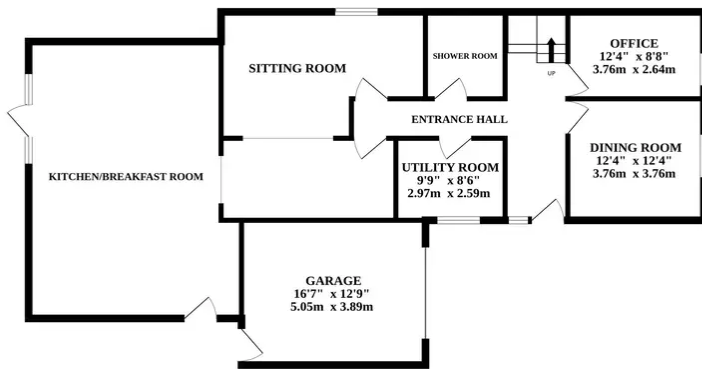 SITTING ROOM
SHOWER ROOM
UP
OFFICE
12'4" x 8'8"
3.76m x 2.64m
ENTRANCE HALL
KITCHEN/BREAKFAST ROOM
UTILITY ROOM
9'9" x 8'6"
2.97m x 2.59m
DINING ROOM
12'4" x 12'4"
3.76m x 3.76m
GARAGE
16'7" x 12'9"
5.05m x 3.89m